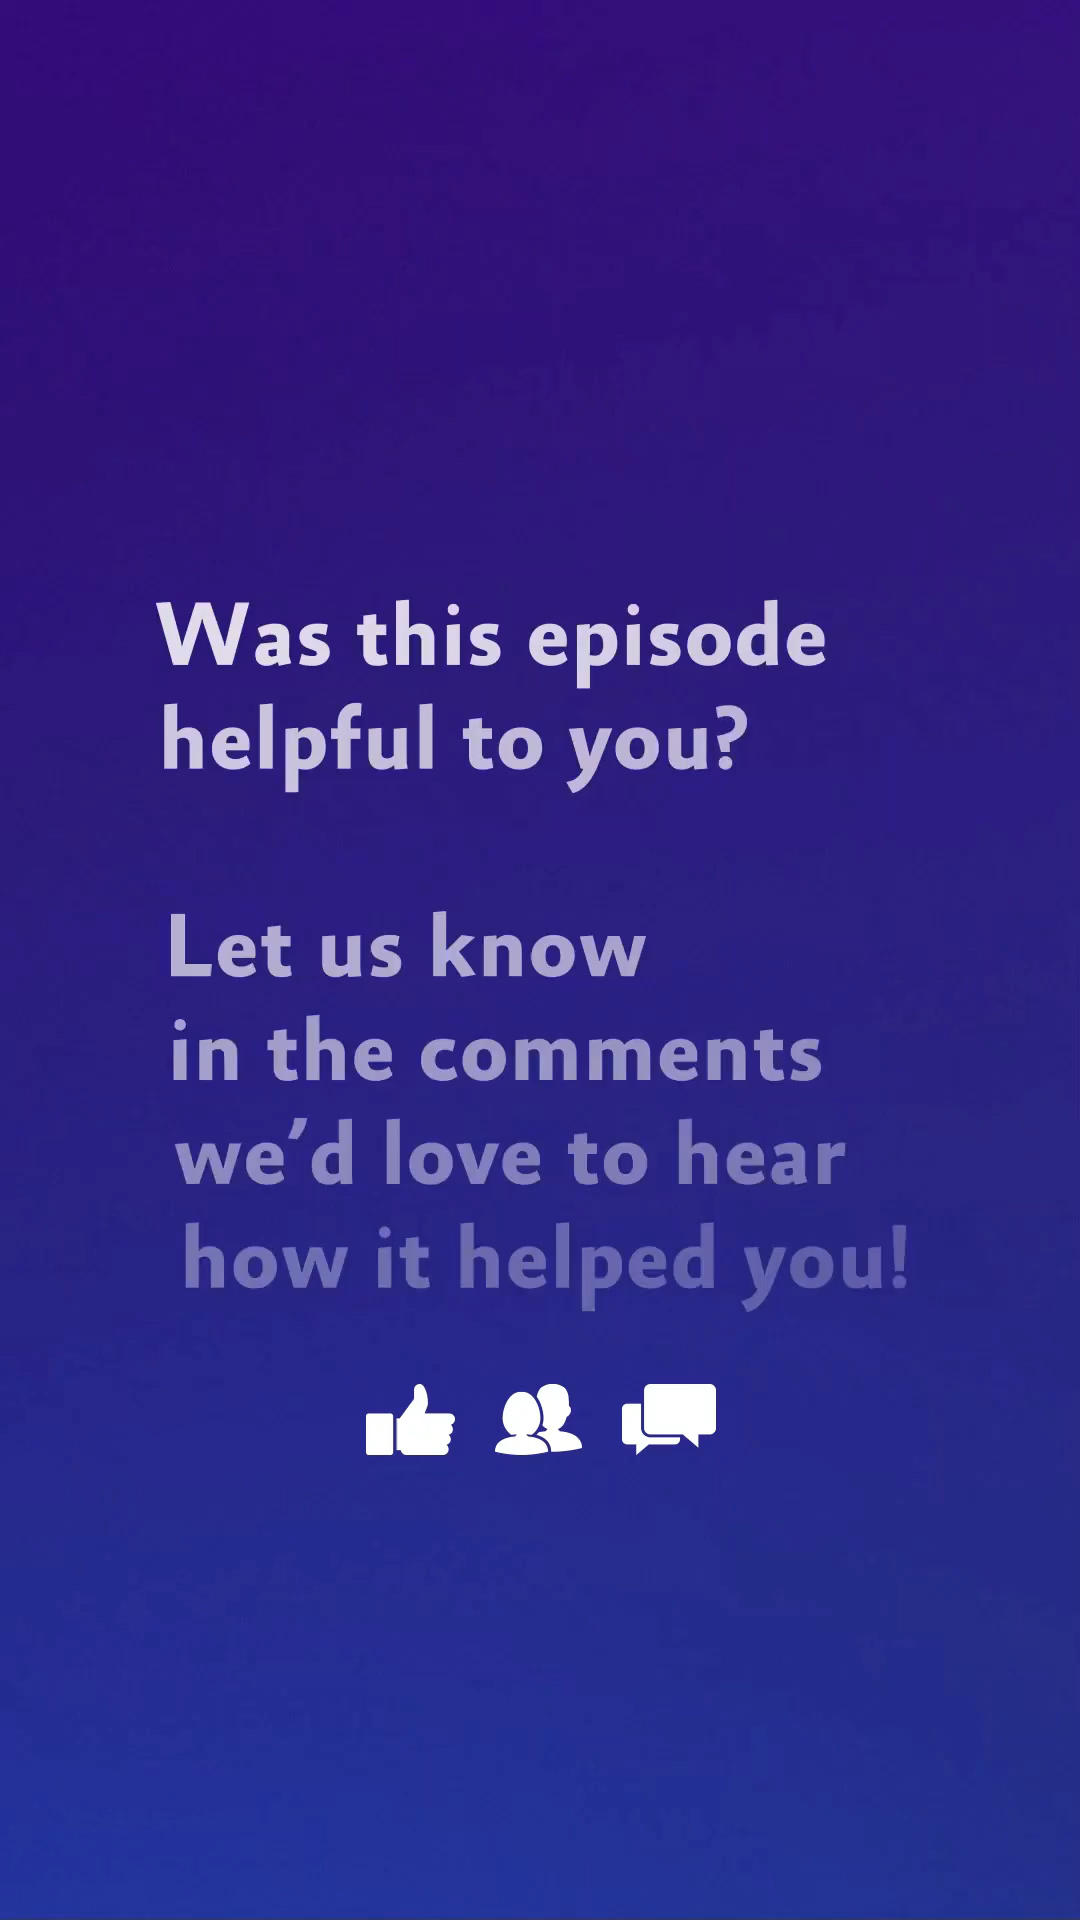 Was this episode
helpful to you?
Let us know
in the comments
we’d love to hear
how it helped you!